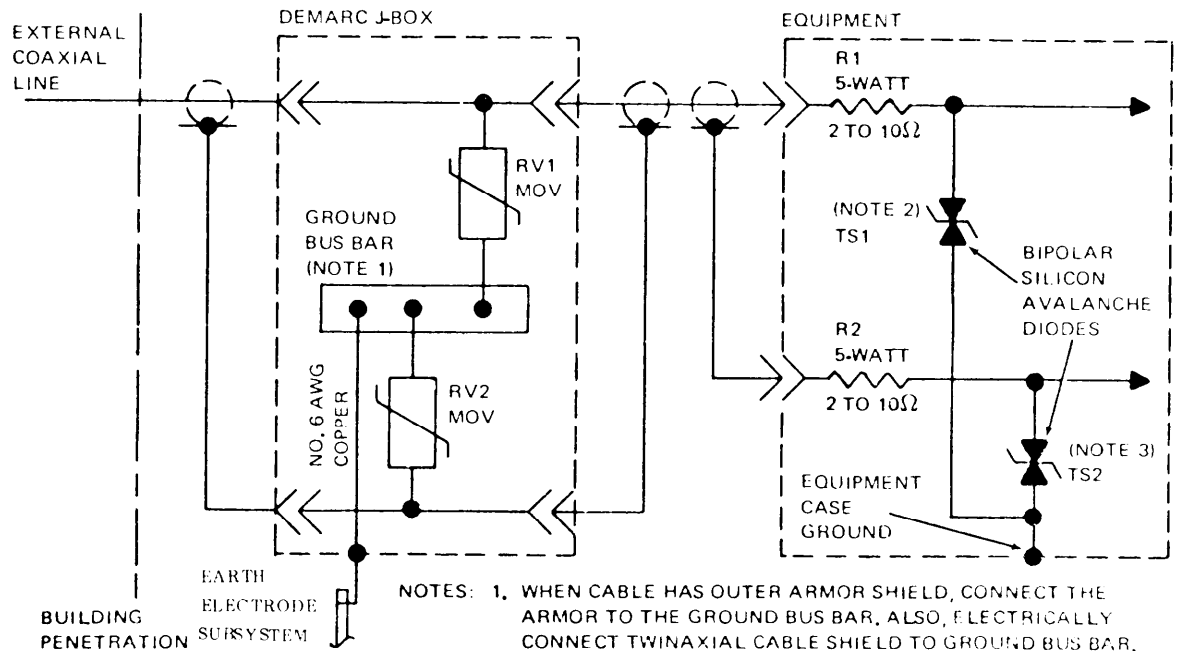 EXTERNAL
COAXIAL
LINE
DEMARC J-BOX
EQUIPMENT
R1
5-WATT
2 TO 10Ω
RV1
MOV
GROUND
BUS BAR
(NOTE 1)
(NOTE 2)
TS1
BIPOLAR
SILICON
AVALANCHE
DIODES
R2
5-WATT
2 TO 10Ω
NO. 6 AWG
COPPER
RV2
MOV
(NOTE 3)
TS2
EQUIPMENT
CASE
GROUND
EARTH
ELECTRODE
SUBSYSTEM
BUILDING
PENETRATION
NOTES: 1. WHEN CABLE HAS OUTER ARMOR SHIELD, CONNECT THE
ARMOR TO THE GROUND BUS BAR. ALSO, ELECTRICALLY
CONNECT TWINAXIAL CABLE SHIELD TO GROUND BUS BAR.